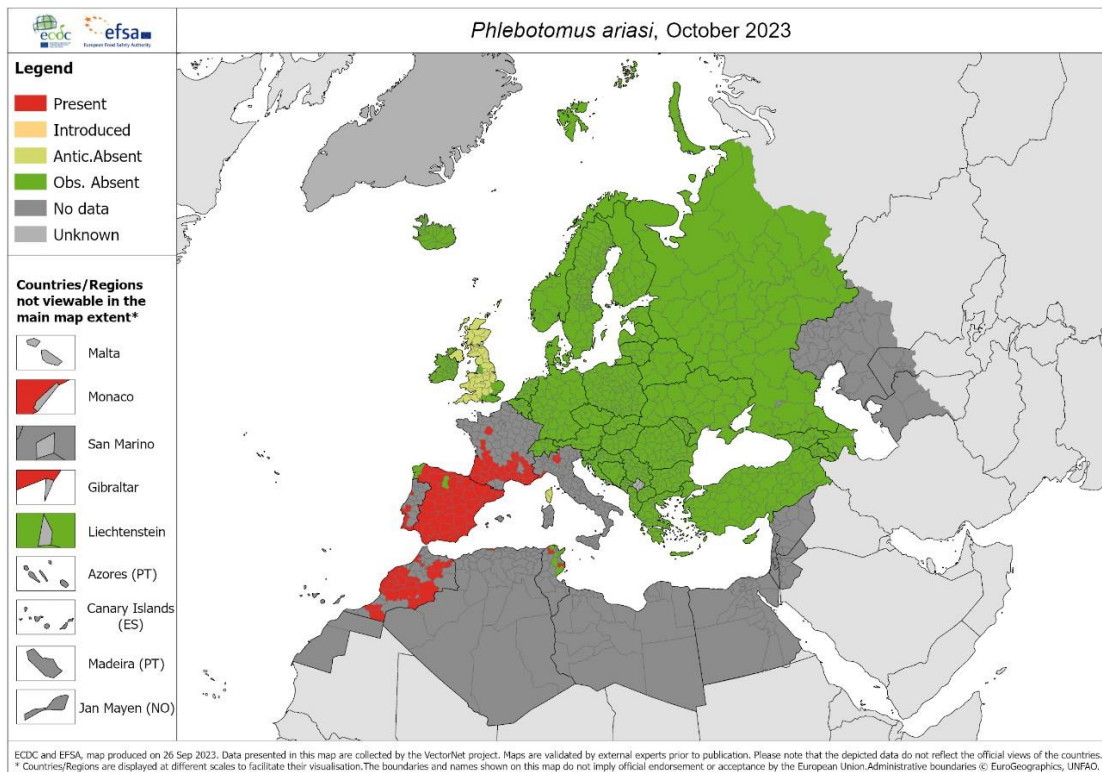 ecdc
efsa
European Food Safety Authority
Phlebotomus ariasi, October 2023
Legend
Present
Introduced
Antic.Absent
Obs. Absent
No data
Unknown
Countries/Regions
not viewable in the
main map extent*
Malta
Monaco
San Marino
Gibraltar
Liechtenstein
Azores (PT)
Canary Islands
(ES)
Madeira (PT)
Jan Mayen (NO)
ECDC and EFSA, map produced on 26 Sep 2023. Data presented in this map are collected by the VectorNet project. Maps are validated by external experts prior to publication. Please note that the depicted data do not reflect the official views of the countries.
* Countries/Regions are displayed at different scales to facilitate their visualisation.The boundaries and names shown on this map do not imply official endorsement or acceptance by the European Union.Administrative boundaries © EuroGeographics, UNFAO.